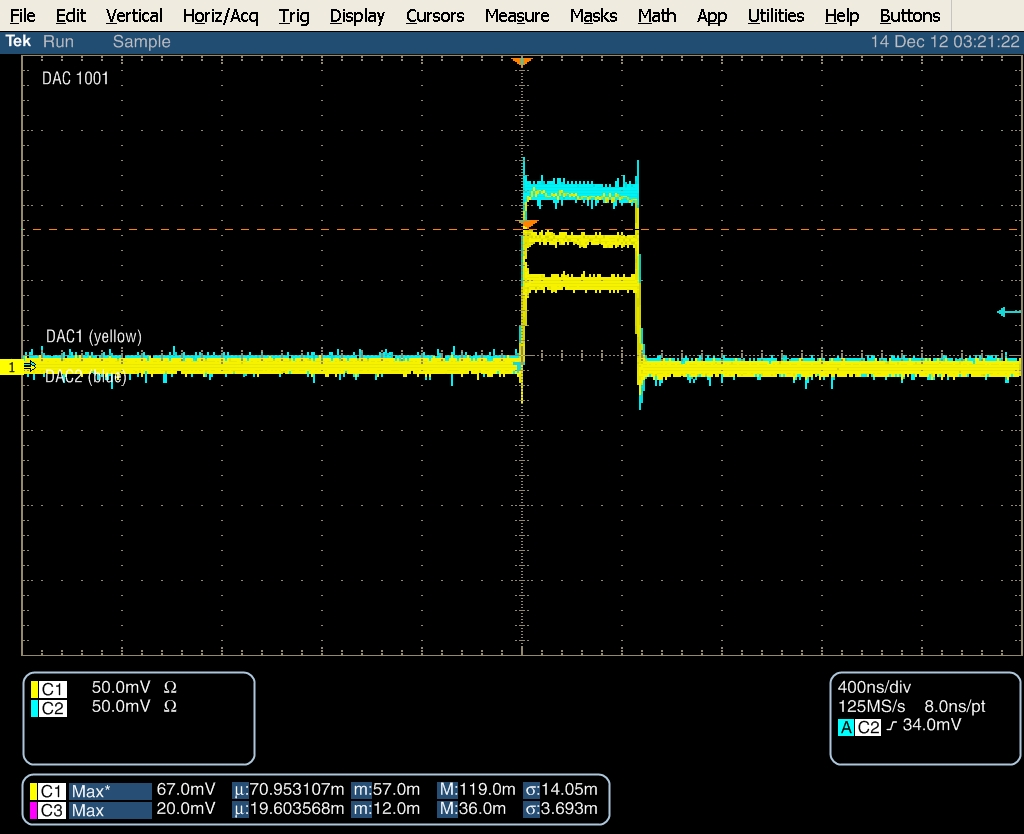 File Edit Vertical Horiz/Acq Trig Display Cursors Measure Masks Math App Utilities Help Buttons
Tek Run Sample 14 Dec 12 03:21:22
DAC 1001
DAC1 (yellow)
1
DAC2 (blue)
C1 50.0mV Ω
C2 50.0mV Ω
400ns/div
125MS/s 8.0ns/pt
A C2 ⌐ 34.0mV
C1 Max* 67.0mV µ:70.953107m m:57.0m M:119.0m σ:14.05m
C3 Max 20.0mV µ:19.603568m m:12.0m M:36.0m σ:3.693m